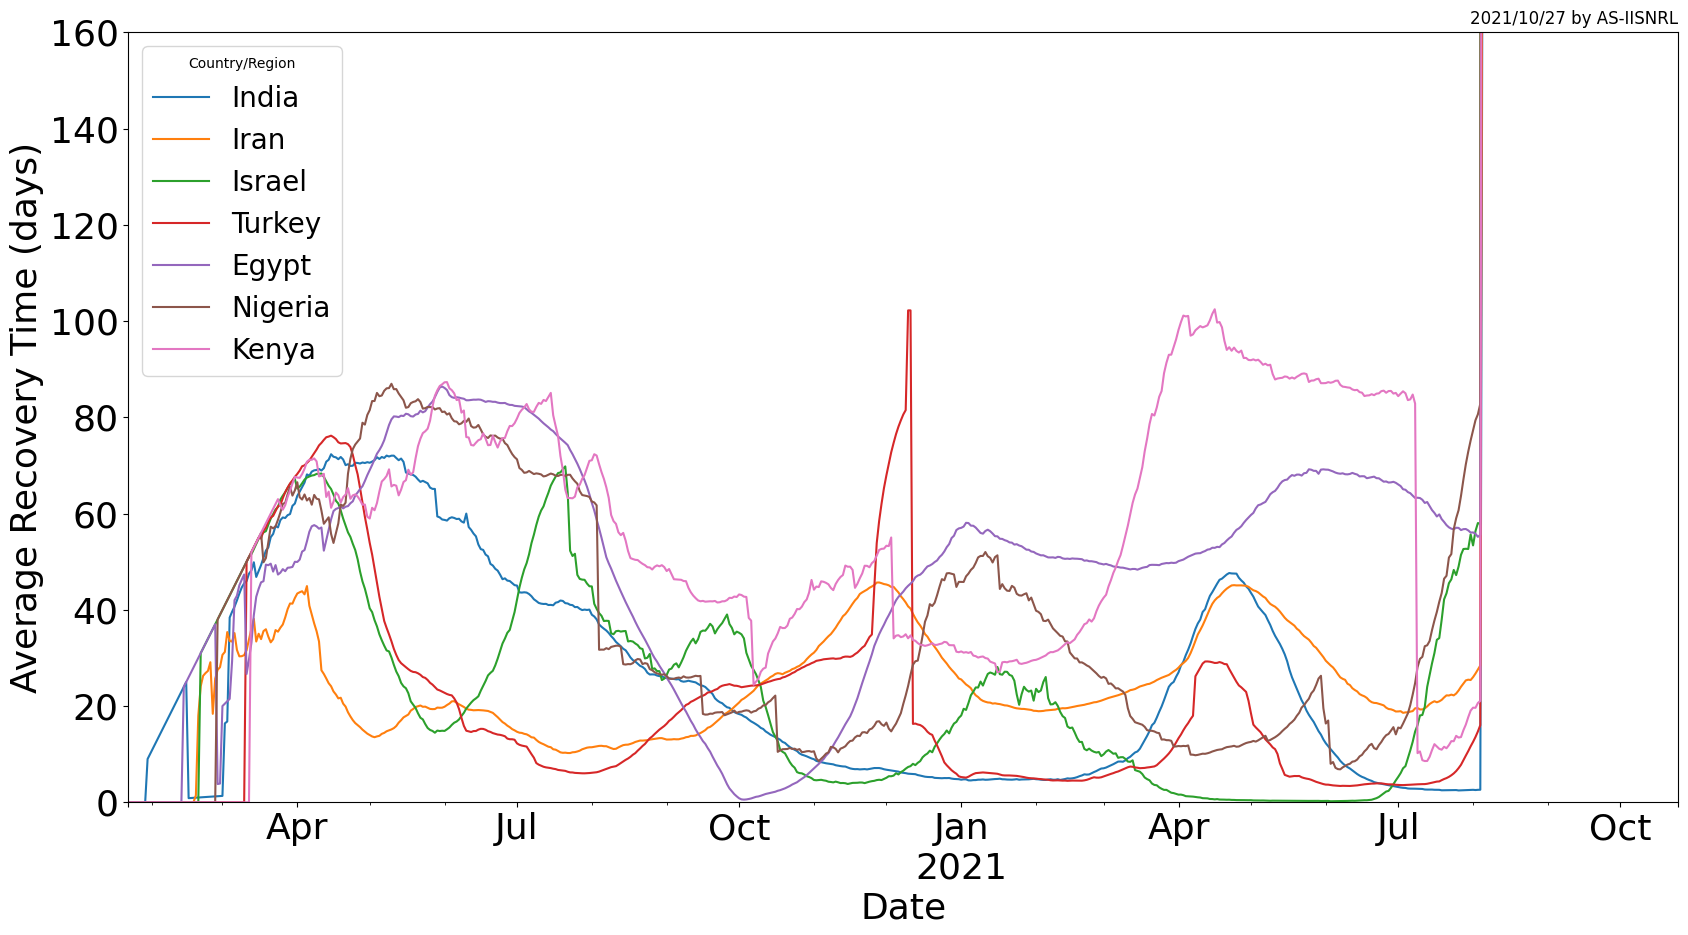 2021/10/27 by AS-IISNRL
Average Recovery Time (days)
160
140
120
100
80
60
40
20
0
Country/Region
India
Iran
Israel
Turkey
Egypt
Nigeria
Kenya
Apr
Jul
Oct
Jan
2021
Apr
Jul
Oct
Date